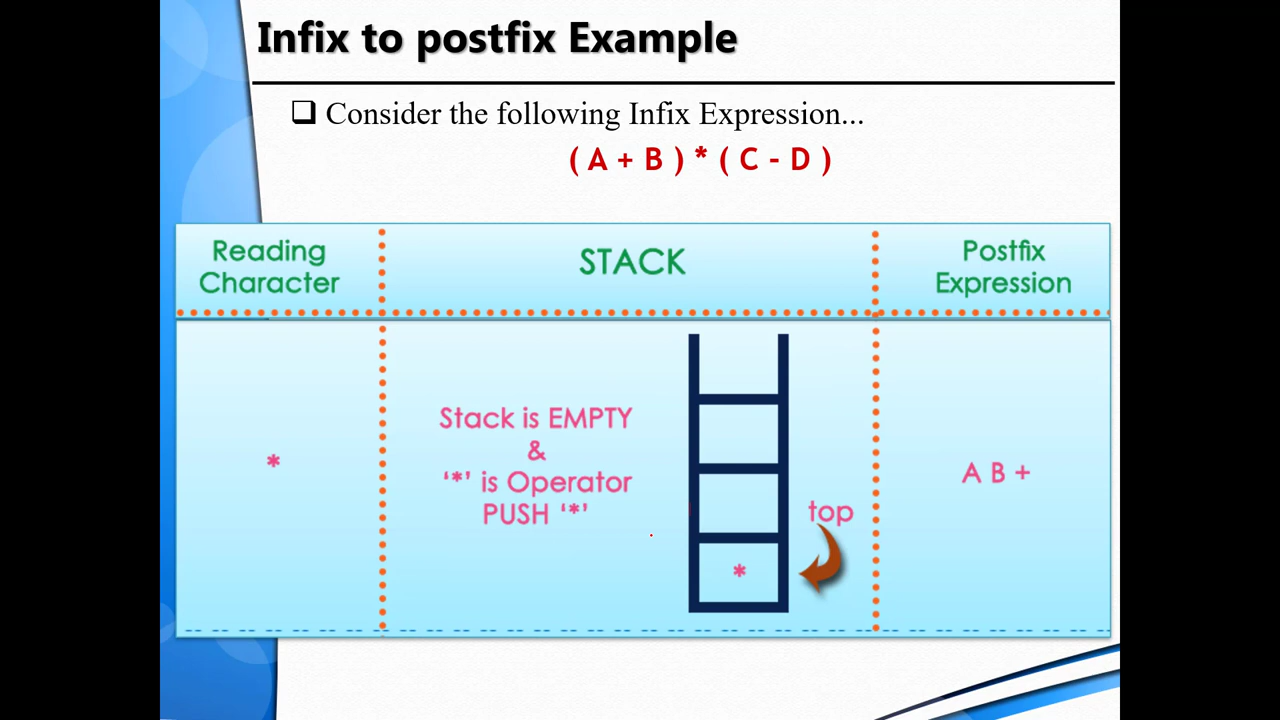 Infix to postfix Example
Consider the following Infix Expression...
( A + B ) * ( C - D )
Reading
Character
STACK
Postfix
Expression
*
Stack is EMPTY
&
‘*’ is Operator
PUSH ‘*’
*
top
A B +